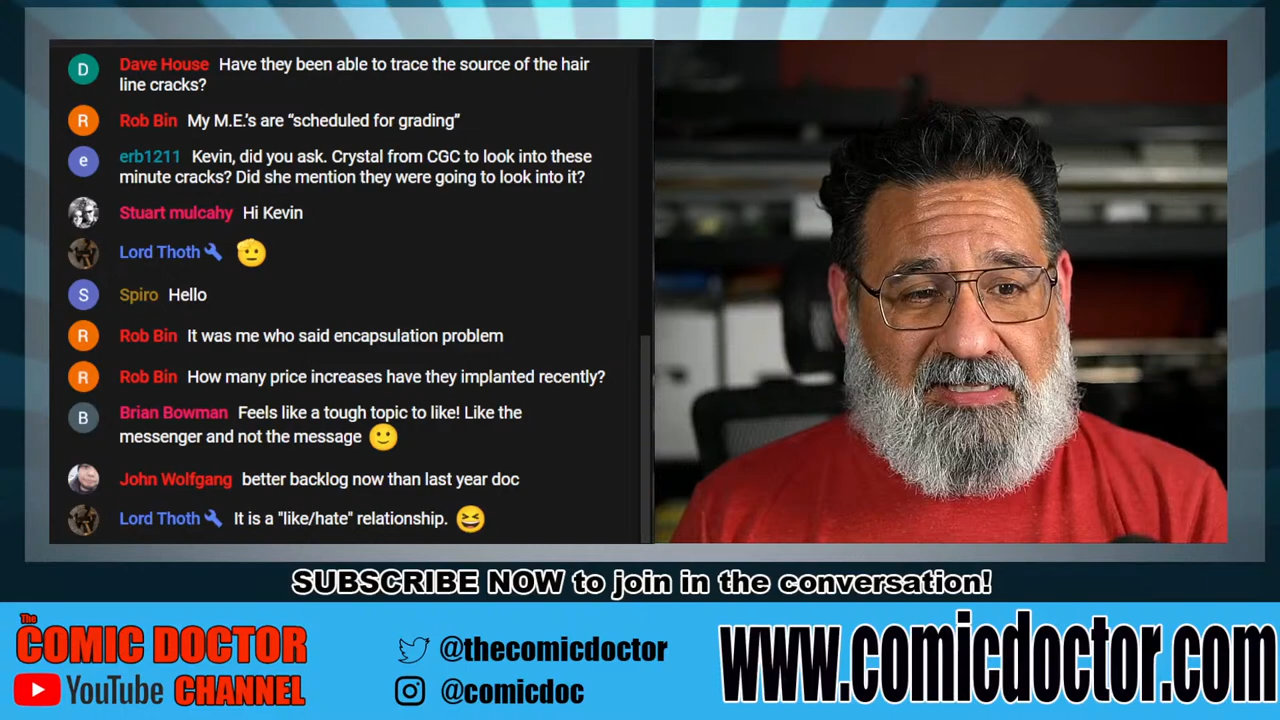 Dave House Have they been able to trace the source of the hair
line cracks?
Rob Bin My M.E.'s are “scheduled for grading”
erb1211 Kevin, did you ask. Crystal from CGC to look into these
minute cracks? Did she mention they were going to look into it?
Stuart mulcahy Hi Kevin
Lord Thoth
Spiro Hello
Rob Bin It was me who said encapsulation problem
Rob Bin How many price increases have they implanted recently?
Brian Bowman Feels like a tough topic to like! Like the
messenger and not the message
John Wolfgang better backlog now than last year doc
Lord Thoth It is a "like/hate" relationship.
D
R
e
S
R
R
B
SUBSCRIBE NOW to join in the conversation!
The
COMIC DOCTOR
YouTube CHANNEL
@thecomicdoctor
@comicdoc
www.comicdoctor.com